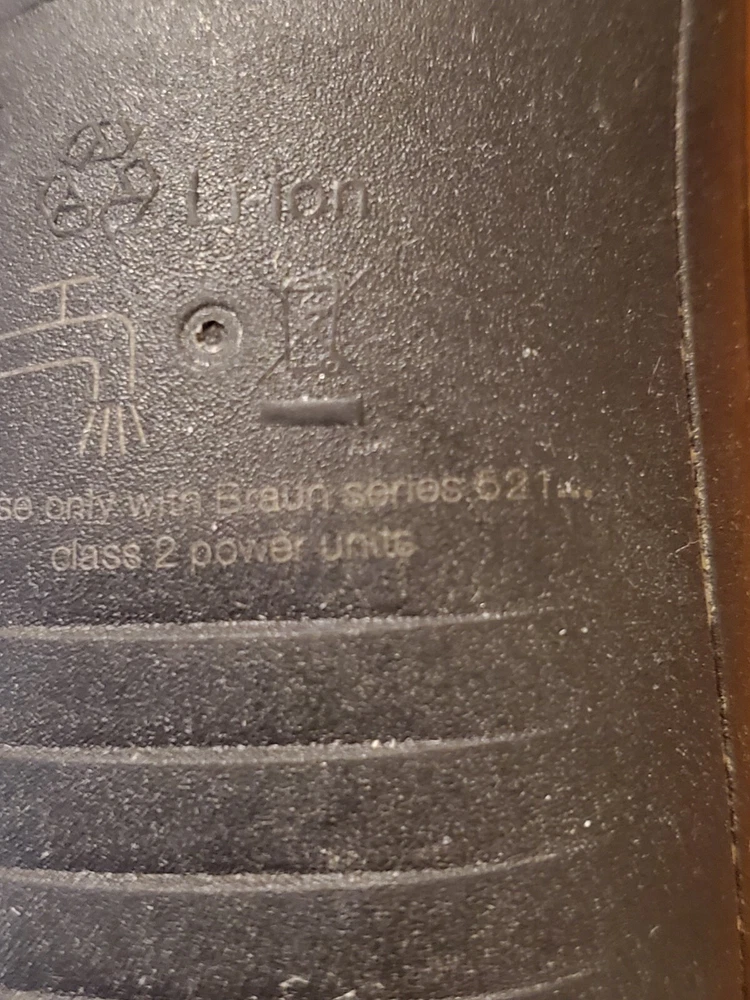 Li-Ion
se only with Braun series 521...
class 2 power units